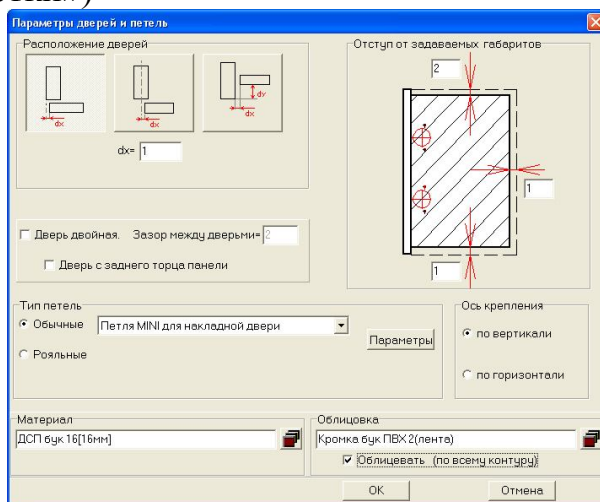 Параметры дверей и петель
Расположение дверей
dx
dx
dy
dx
dx= 1
Отступ от задаваемых габаритов
2
1
1
Дверь двойная. Зазор между дверьми= 2
Дверь с заднего торца панели
Тип петель
Обычные Петля MINI для накладной двери
Рояльные
Параметры
Ось крепления
по вертикали
по горизонтали
Материал
ДСП бук 16[16мм]
Облицовка
Кромка бук ПВХ 2(лента)
Облицевать (по всему контуру)
OK Отмена